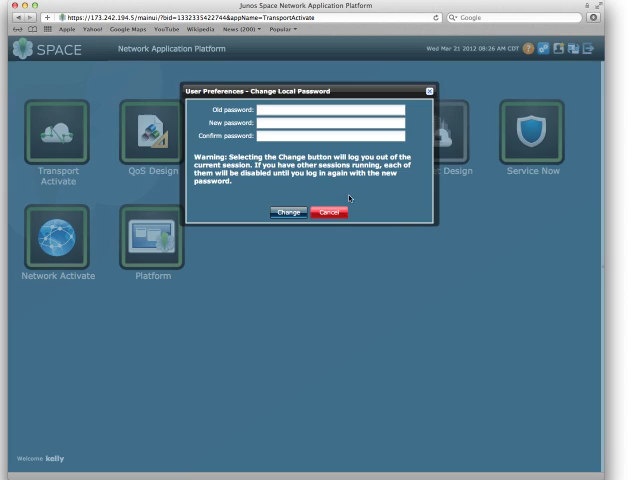 Junos Space Network Application Platform
https://173.242.194.5/mainui/?bid=1332335422744&appName=TransportActivate
Google
Apple Yahoo! Google Maps YouTube Wikipedia News (200) Popular
SPACE Network Application Platform
Wed Mar 21 2012 08:26 AM CDT
User Preferences - Change Local Password
Old password:
New password:
Confirm password:
Warning: Selecting the Change button will log you out of the
current session. If you have other sessions running, each of
them will be disabled until you log in again with the new
password.
Change Cancel
Transport
Activate
QoS Design
Design
Service Now
Network Activate
Platform
Welcome kelly